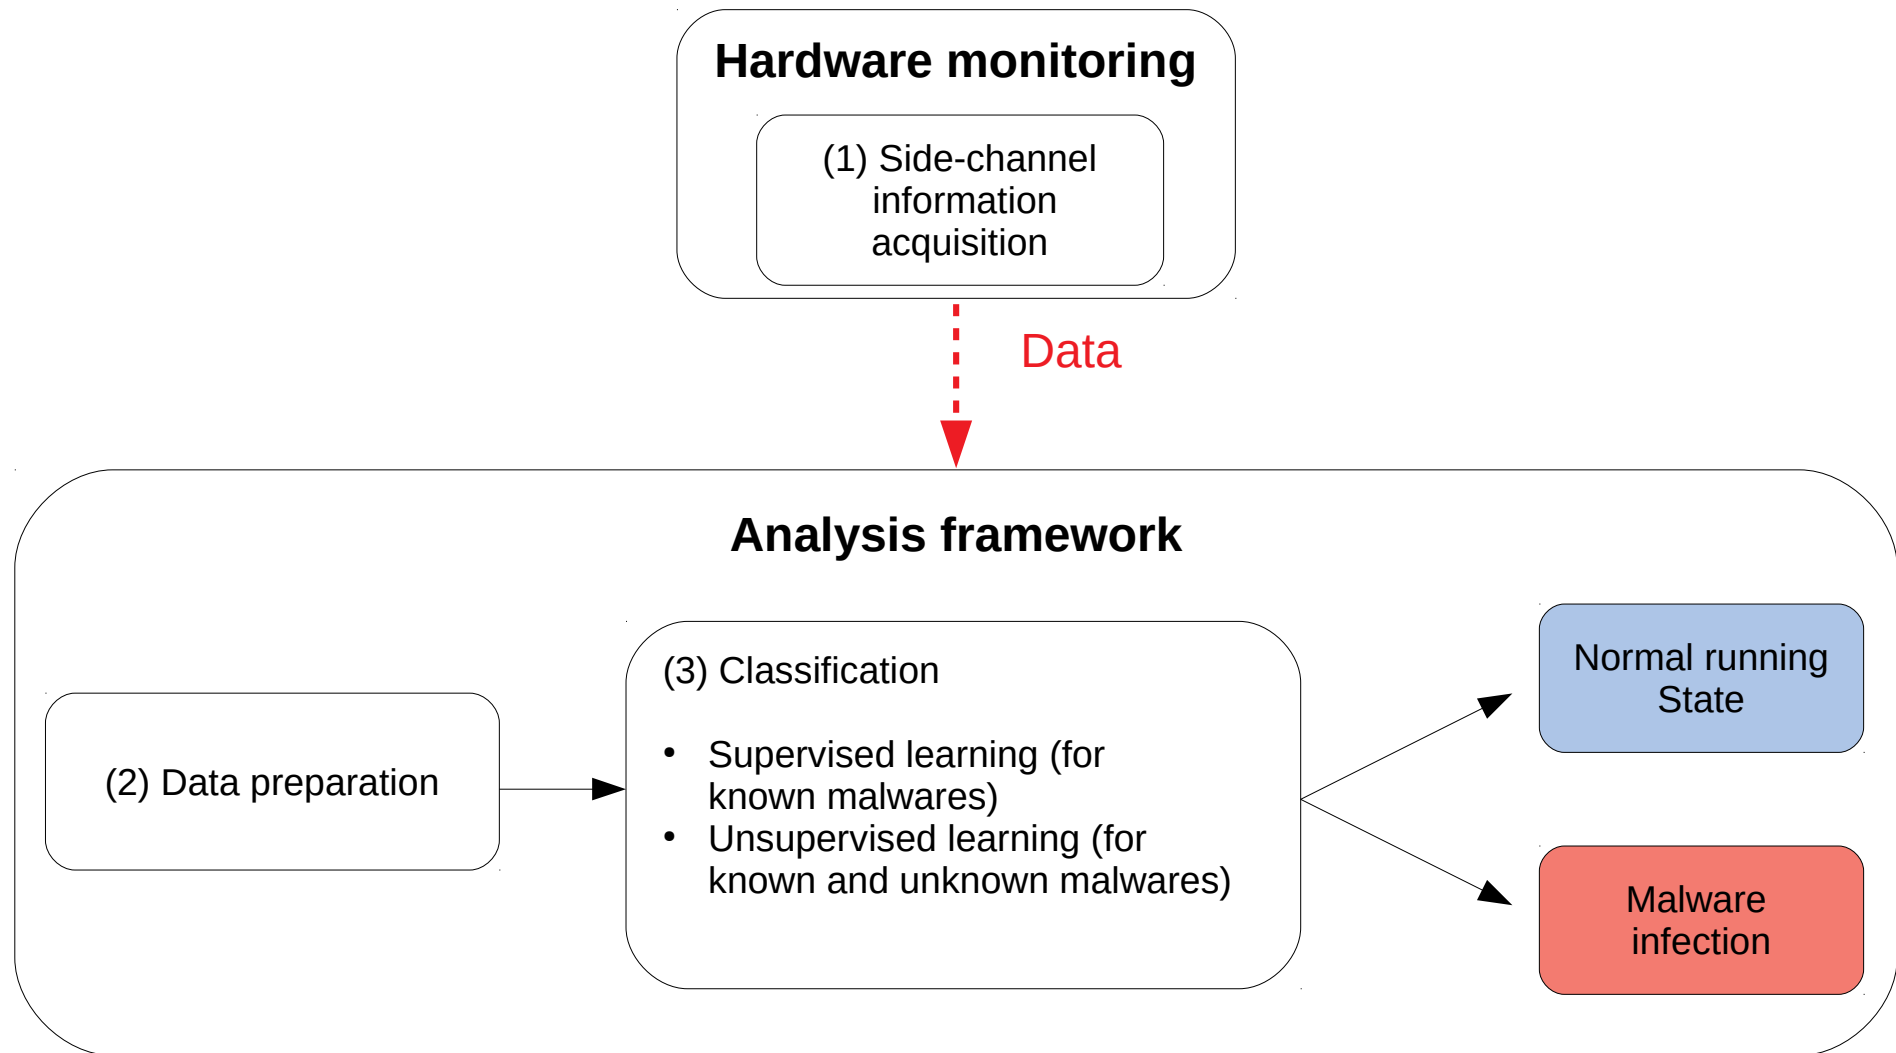 Hardware monitoring
(1) Side-channel
information
acquisition
Data
Analysis framework
(2) Data preparation
(3) Classification
• Supervised learning (for
known malwares)
• Unsupervised learning (for
known and unknown malwares)
Normal running
State
Malware
infection